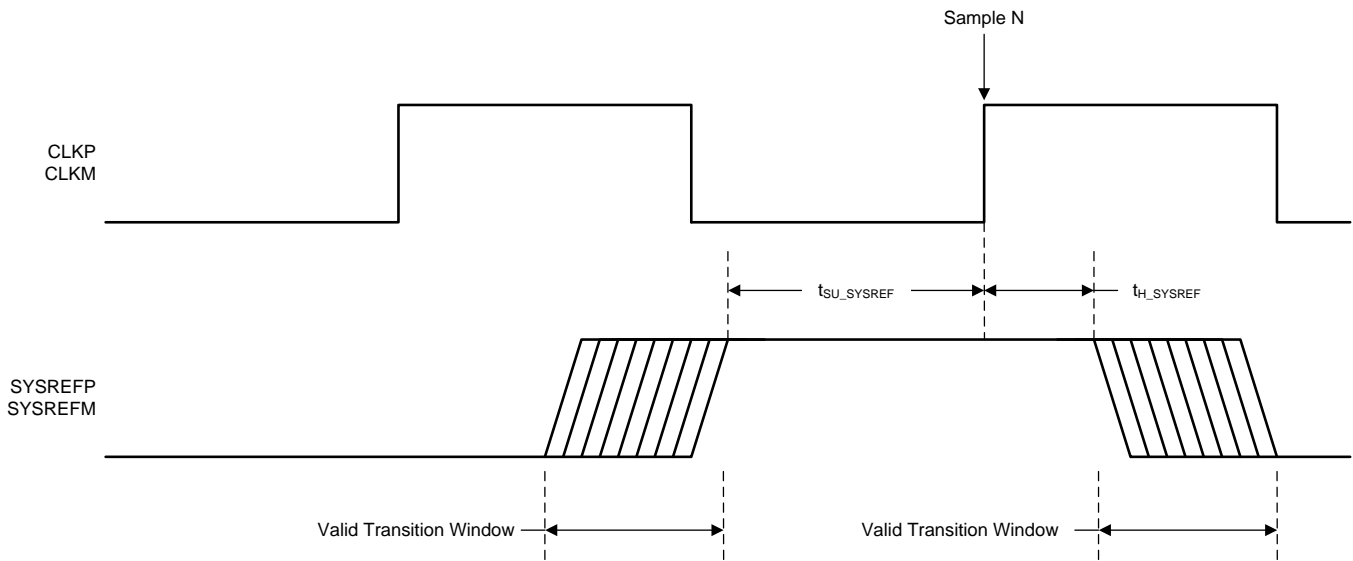 Sample N
CLKP
CLKM
tSU_SYSREF
tH_SYSREF
SYSREFP
SYSREFM
Valid Transition Window
Valid Transition Window